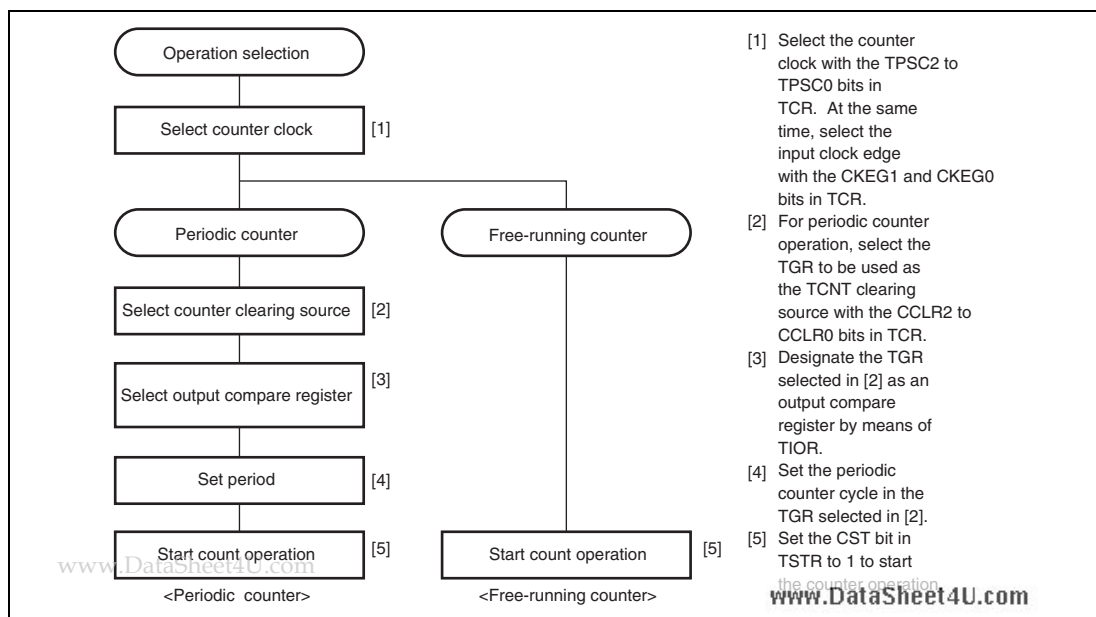 Operation selection
Select counter clock
[1]
Periodic counter
Free-running counter
Select counter clearing source
[2]
Select output compare register
[3]
Set period
[4]
Start count operation
[5]
Start count operation
[5]
<Periodic counter>
<Free-running counter>
www.DataSheet4U.com
[1] Select the counter
clock with the TPSC2 to
TPSC0 bits in
TCR. At the same
time, select the
input clock edge
with the CKEG1 and CKEG0
bits in TCR.
[2] For periodic counter
operation, select the
TGR to be used as
the TCNT clearing
source with the CCLR2 to
CCLR0 bits in TCR.
[3] Designate the TGR
selected in [2] as an
output compare
register by means of
TIOR.
[4] Set the periodic
counter cycle in the
TGR selected in [2].
[5] Set the CST bit in
TSTR to 1 to start
the counter operation
www.DataSheet4U.com